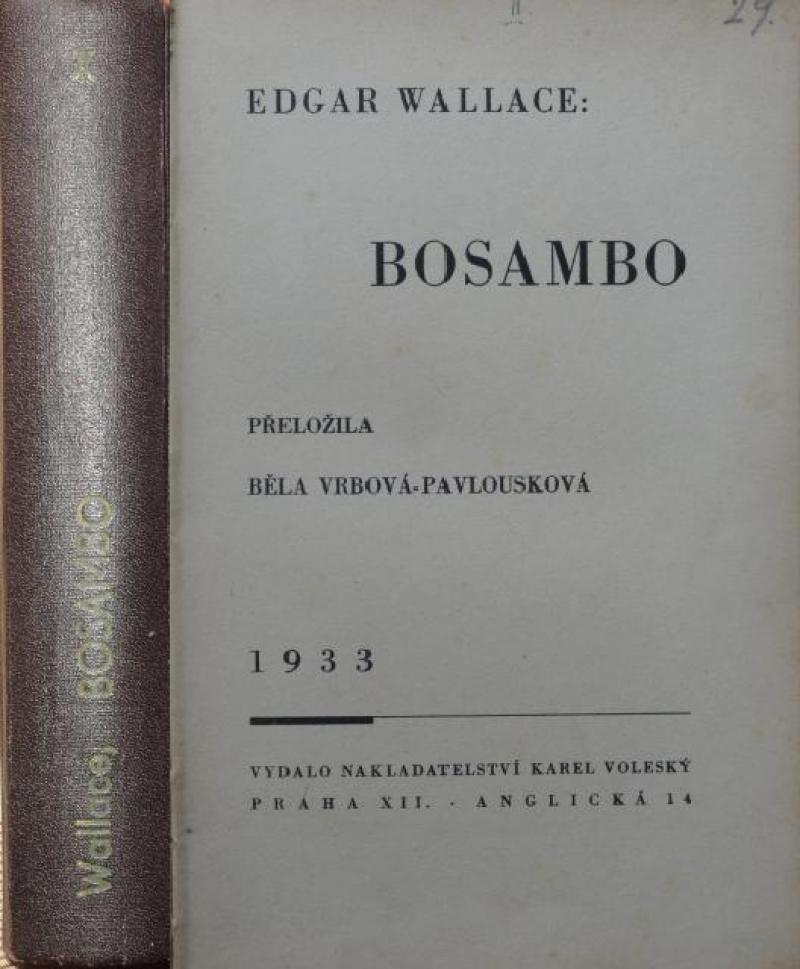 Wallace, BOSAMBO
29.
EDGAR WALLACE:
BOSAMBO
PŘELOŽILA
BĚLA VRBOVÁ-PAVLOUSKOVÁ
1933
VYDALO NAKLADATELSTVÍ KAREL VOLESKÝ
PRAHA XII. · ANGLICKÁ 14